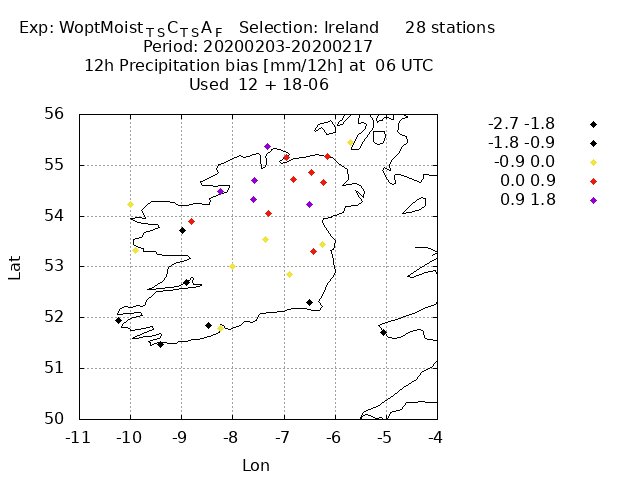 Exp: WoptMoist_TSC_TSA_F Selection: Ireland 28 stations
Period: 20200203-20200217
12h Precipitation bias [mm/12h] at 06 UTC
Used 12 + 18-06
-2.7 -1.8
-1.8 -0.9
-0.9 0.0
0.0 0.9
0.9 1.8
56
55
54
53
52
51
50
Lat
-11 -10 -9 -8 -7 -6 -5 -4
Lon